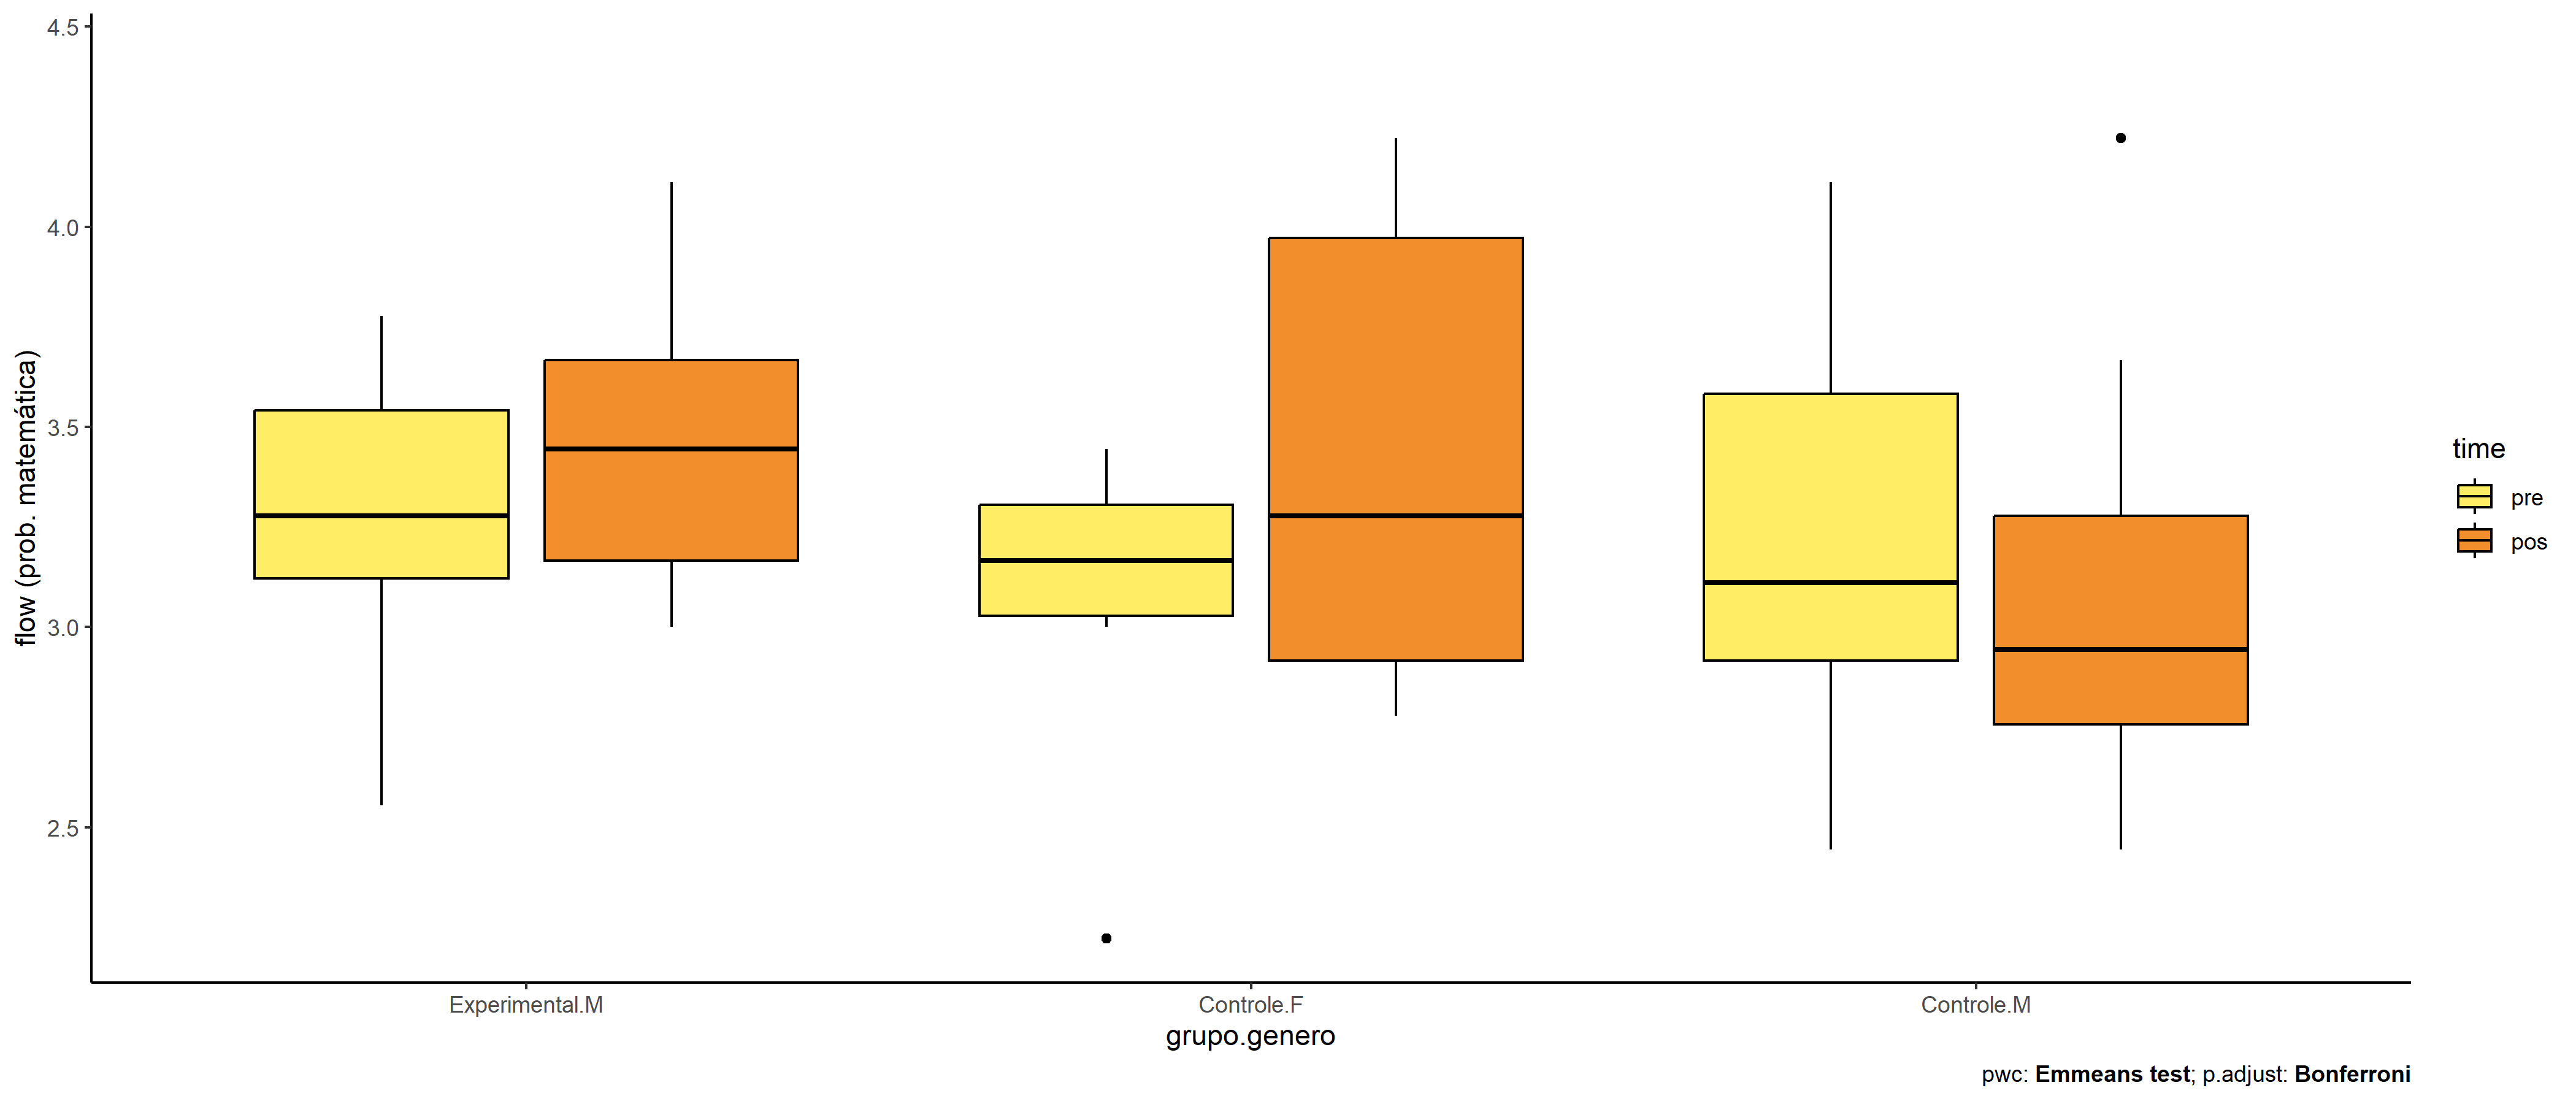 4.5
4.0
3.5
3.0
2.5
flow (prob. matemática)
Experimental.M
Controle.F
Controle.M
grupo.genero
time
pre
pos
pwc: Emmeans test; p.adjust: Bonferroni